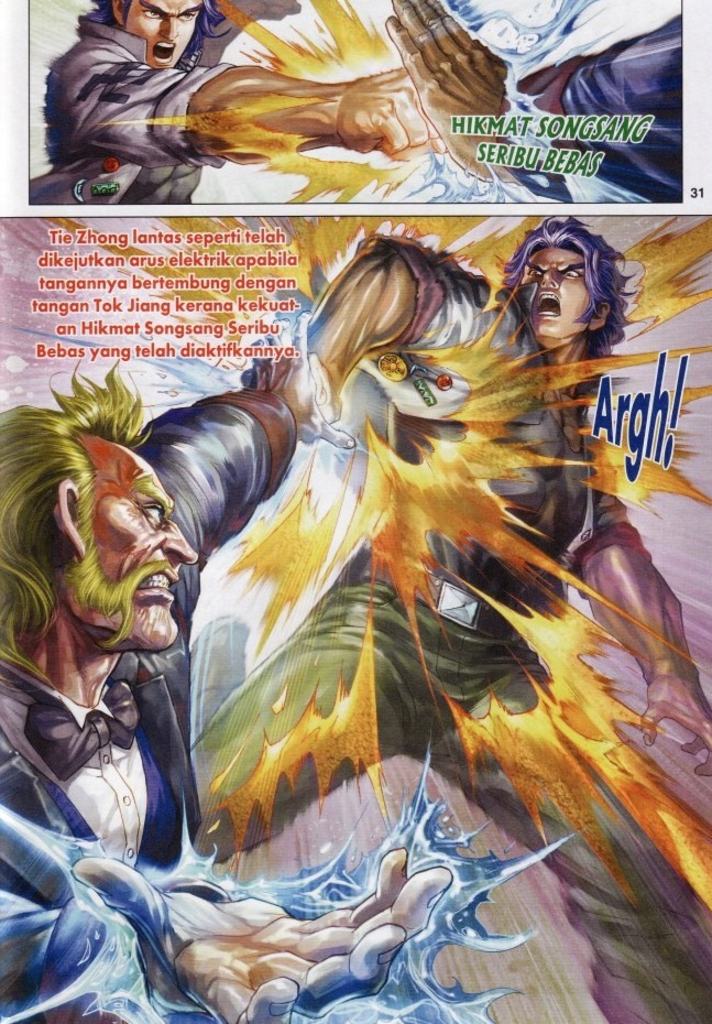 HIKMAT SONGSANG
SERIBU BEBAS
31
Tie Zhong lantas seperti telah
dikejutkan arus elektrik apabila
tangannya bertembung dengan
tangan Tok Jiang kerana kekuat-
an Hikmat Songsang Seribu
Bebas yang telah diaktifkannya.
Argh!